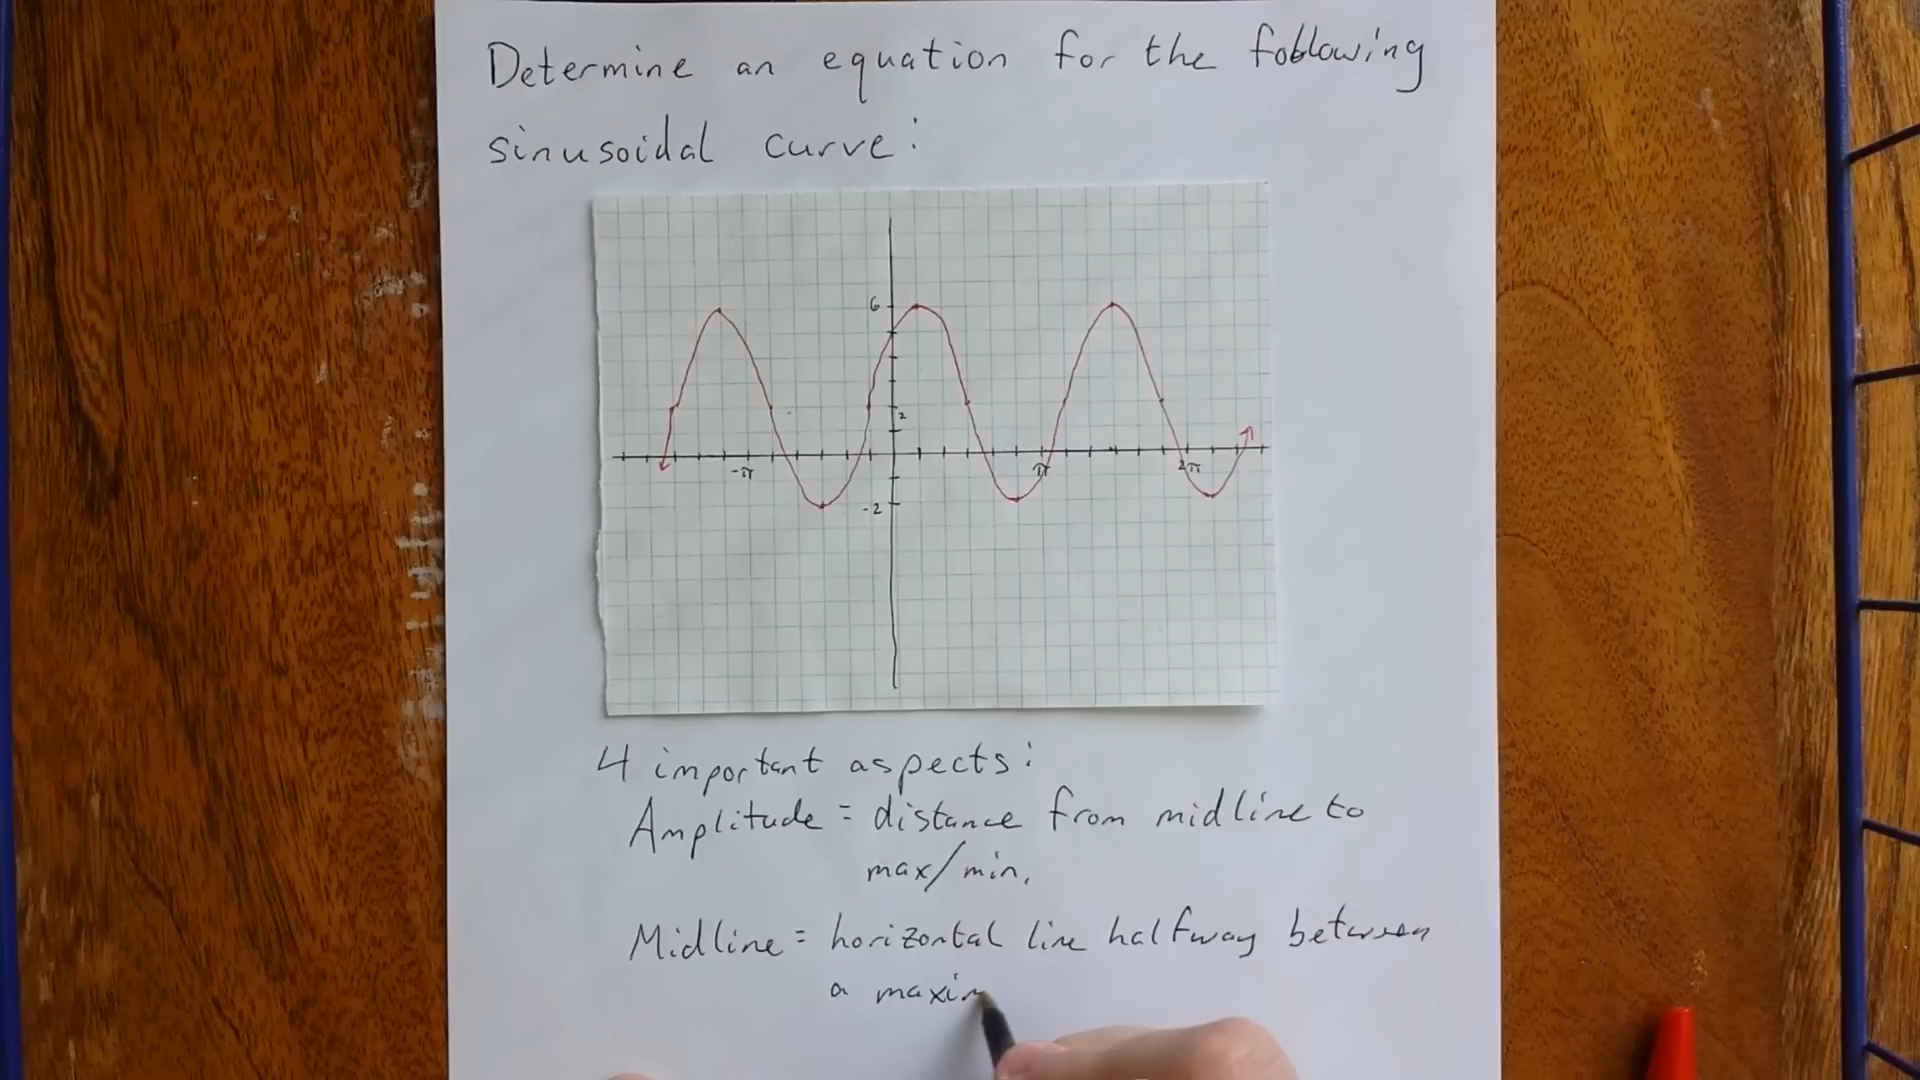 Determine an equation for the following
sinusoidal curve:
6
2
-π
π
2π
-2
4 important aspects:
Amplitude = distance from midline to
max/min.
Midline = horizontal line halfway between
a maxim